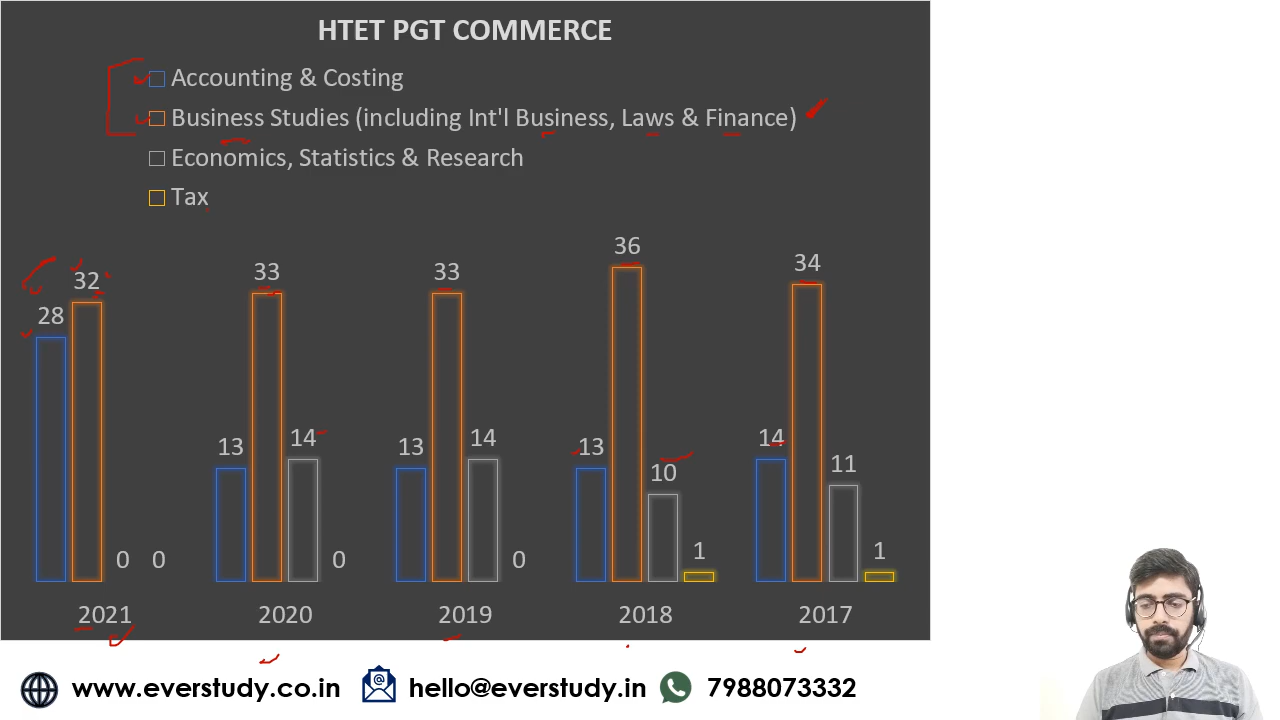 HTET PGT COMMERCE
Accounting & Costing
Business Studies (including Int'l Business, Laws & Finance)
Economics, Statistics & Research
Tax
28 32 0 0
13 33 14 0
13 33 14 0
13 36 10 1
14 34 11 1
2021 2020 2019 2018 2017
www.everstudy.co.in hello@everstudy.in 7988073332